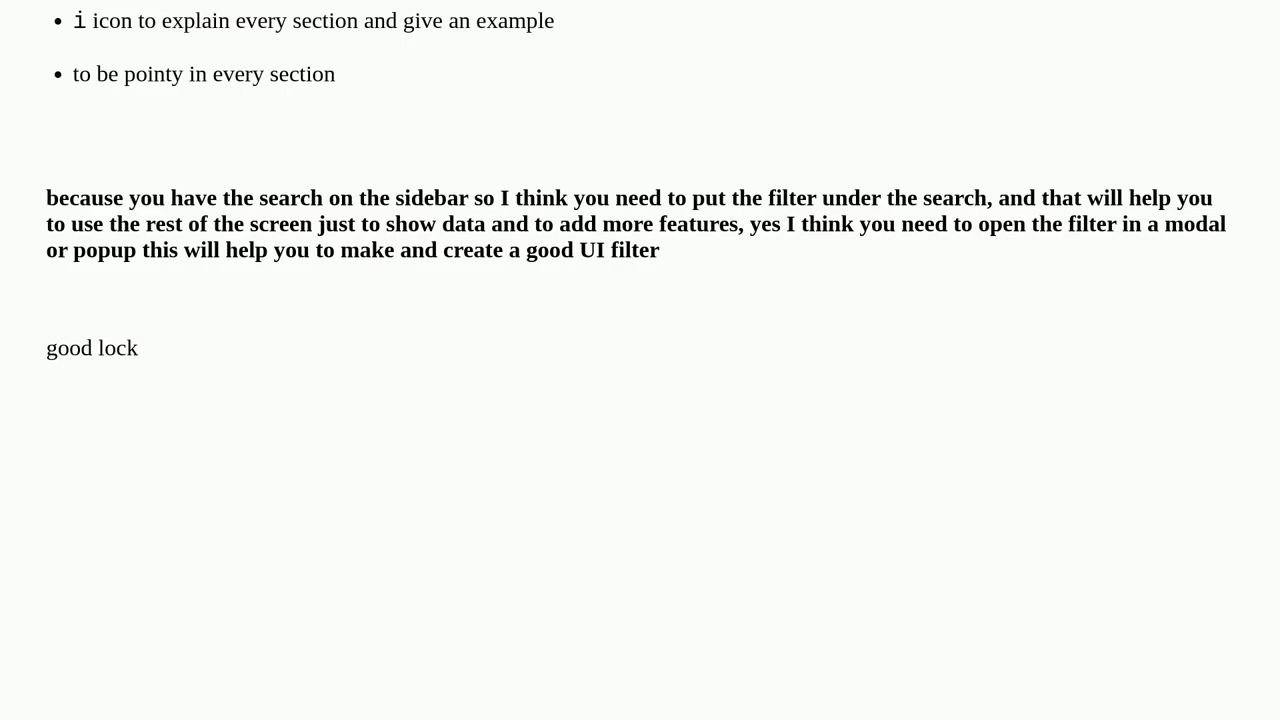 • i icon to explain every section and give an example
• to be pointy in every section
because you have the search on the sidebar so I think you need to put the filter under the search, and that will help you
to use the rest of the screen just to show data and to add more features, yes I think you need to open the filter in a modal
or popup this will help you to make and create a good UI filter
good lock